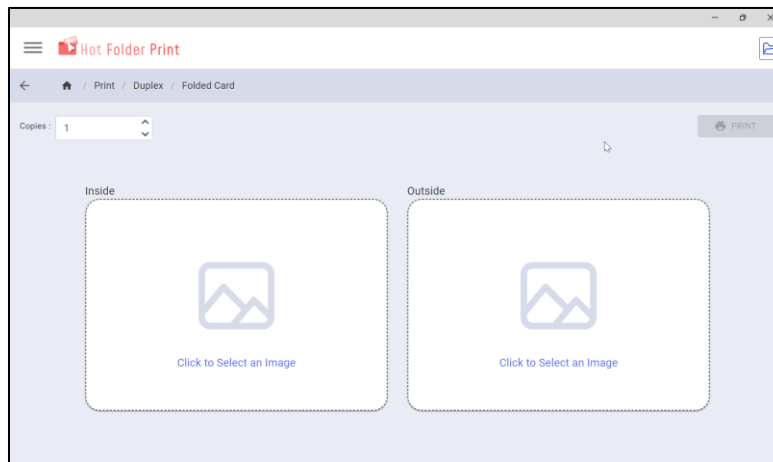 Hot Folder Print
/ Print / Duplex / Folded Card
Copies : 1
PRINT
Inside
Outside
Click to Select an Image
Click to Select an Image